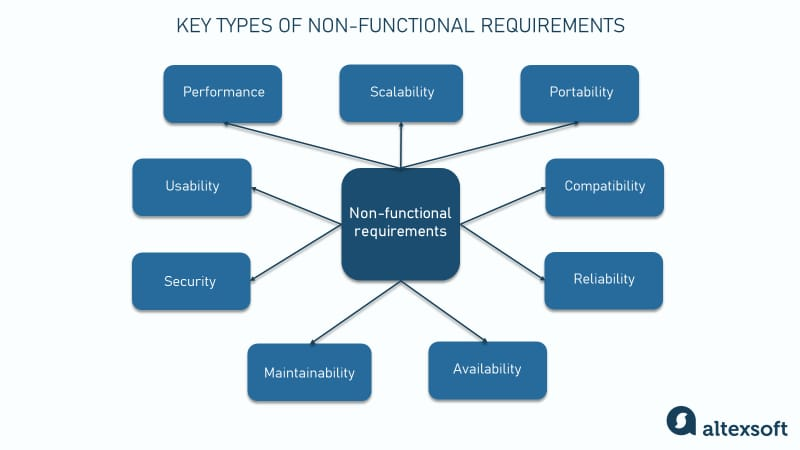 KEY TYPES OF NON-FUNCTIONAL REQUIREMENTS
Performance
Scalability
Portability
Usability
Compatibility
Non-functional
requirements
Security
Reliability
Maintainability
Availability
altexsoft